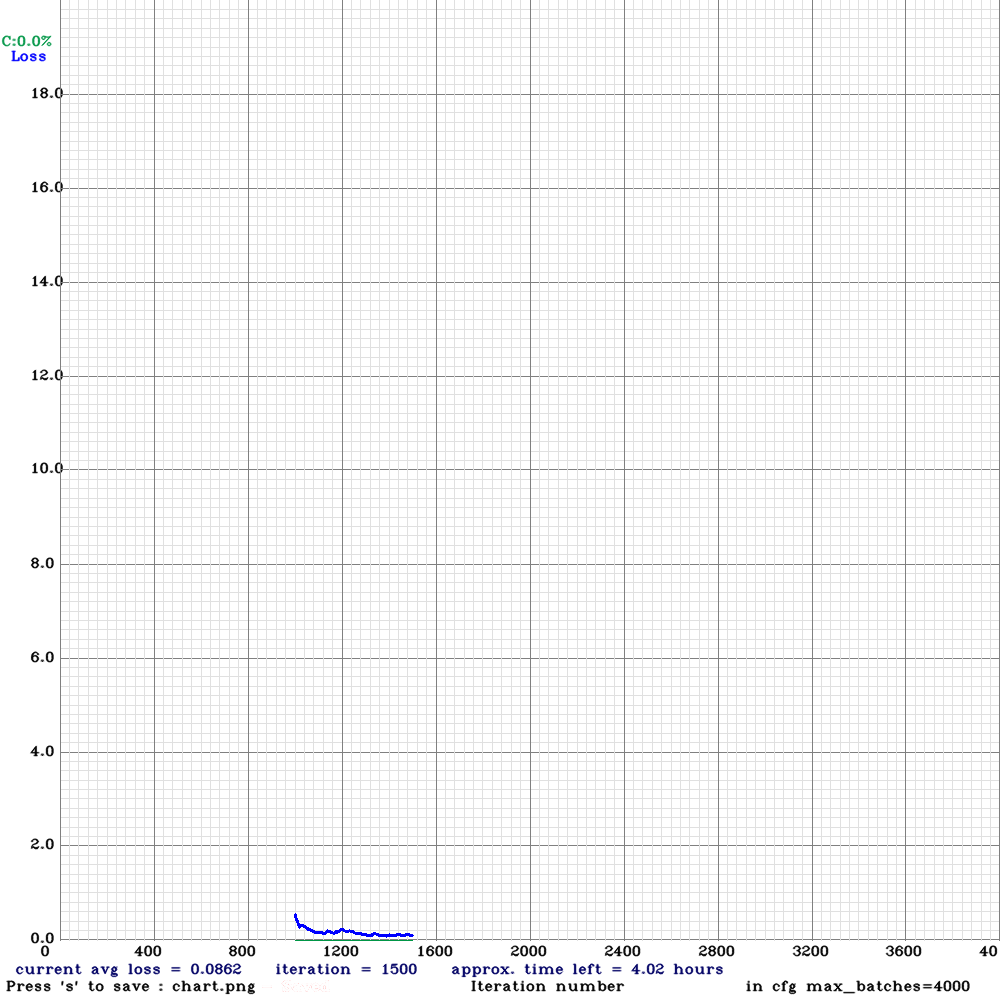 C:0.0%
Loss
18.0
16.0
14.0
12.0
10.0
8.0
6.0
4.0
2.0
0.0
0 400 800 1200 1600 2000 2400 2800 3200 3600 40
current avg loss = 0.0862 iteration = 1500 approx. time left = 4.02 hours
Press 's' to save : chart.png Iteration number in cfg max_batches=4000